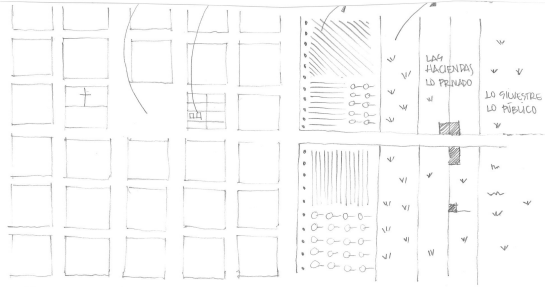 LAS
HACIENDAS
LO PRIVADO
LO SILVESTRE
LO PÚBLICO